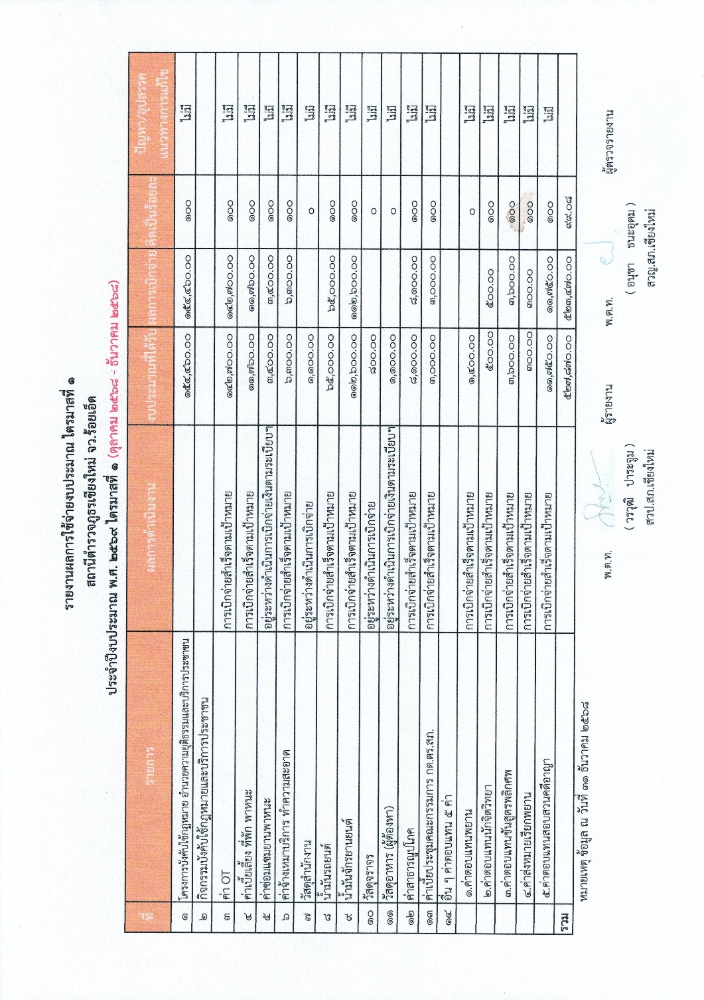 รายงานผลการใช้จ่ายงบประมาณ ไตรมาสที่ ๑
สถานีตำรวจภูธรเชียงใหม่ จว.ร้อยเอ็ด
ประจำปีงบประมาณ พ.ศ. ๒๕๖๙ ไตรมาสที่ ๑ (ตุลาคม ๒๕๖๘ - ธันวาคม ๒๕๖๘)
ที่ รายการ ผลการดำเนินงาน งบประมาณที่ได้รับ ผลการเบิกจ่าย คิดเป็นร้อยละ ปัญหา/อุปสรรค
แนวทางการแก้ไข
๑ โครงการบังคับใช้กฎหมาย อำนวยความยุติธรรมและบริการประชาชน ๑๕๔,๔๖๐.๐๐ ๑๕๔,๔๖๐.๐๐ ๑๐๐ ไม่มี
๒ กิจกรรมบังคับใช้กฎหมายและบริการประชาชน
๓ ค่า OT การเบิกจ่ายสำเร็จตามเป้าหมาย ๑๔๒,๗๐๐.๐๐ ๑๔๒,๗๐๐.๐๐ ๑๐๐ ไม่มี
๔ ค่าเบี้ยเลี้ยง ที่พัก พาหนะ การเบิกจ่ายสำเร็จตามเป้าหมาย ๑๑,๗๖๐.๐๐ ๑๑,๗๖๐.๐๐ ๑๐๐ ไม่มี
๕ ค่าซ่อมแซมยานพาหนะ อยู่ระหว่างดำเนินการเบิกจ่ายเงินตามระเบียบฯ ๓,๔๐๐.๐๐ ๓,๔๐๐.๐๐ ๑๐๐ ไม่มี
๖ ค่าจ้างเหมาบริการ ทำความสะอาด การเบิกจ่ายสำเร็จตามเป้าหมาย ๖,๓๐๐.๐๐ ๖,๓๐๐.๐๐ ๑๐๐ ไม่มี
๗ วัสดุสำนักงาน อยู่ระหว่างดำเนินการเบิกจ่าย ๑,๑๐๐.๐๐ ๐ ไม่มี
๘ น้ำมันรถยนต์ การเบิกจ่ายสำเร็จตามเป้าหมาย ๖๕,๐๐๐.๐๐ ๖๕,๐๐๐.๐๐ ๑๐๐ ไม่มี
๙ น้ำมันจักรยานยนต์ การเบิกจ่ายสำเร็จตามเป้าหมาย ๑๑๒,๖๐๐.๐๐ ๑๑๒,๖๐๐.๐๐ ๑๐๐ ไม่มี
๑๐ วัสดุจราจร อยู่ระหว่างดำเนินการเบิกจ่าย ๘๐๐.๐๐ ๐ ไม่มี
๑๑ วัสดุอาหาร (ผู้ต้องหา) อยู่ระหว่างดำเนินการเบิกจ่ายเงินตามระเบียบฯ ๑,๑๐๐.๐๐ ๐ ไม่มี
๑๒ ค่าสาธารณูปโภค การเบิกจ่ายสำเร็จตามเป้าหมาย ๘,๑๐๐.๐๐ ๘,๑๐๐.๐๐ ๑๐๐ ไม่มี
๑๓ ค่าเบี้ยประชุมคณะกรรมการ กต.ตร.สภ. การเบิกจ่ายสำเร็จตามเป้าหมาย ๓,๐๐๐.๐๐ ๓,๐๐๐.๐๐ ๑๐๐ ไม่มี
๑๔ อื่น ๆ ค่าตอบแทน ๕ ค่า
๑.ค่าตอบแทนพยาน การเบิกจ่ายสำเร็จตามเป้าหมาย ๑,๔๐๐.๐๐ ๐ ไม่มี
๒.ค่าตอบแทนนักจิตวิทยา การเบิกจ่ายสำเร็จตามเป้าหมาย ๕๐๐.๐๐ ๕๐๐.๐๐ ๑๐๐ ไม่มี
๓.ค่าตอบแทนชันสูตรพลิกศพ การเบิกจ่ายสำเร็จตามเป้าหมาย ๓,๖๐๐.๐๐ ๓,๖๐๐.๐๐ ๑๐๐ ไม่มี
๔.ค่าส่งหมายเรียกพยาน การเบิกจ่ายสำเร็จตามเป้าหมาย ๓๐๐.๐๐ ๓๐๐.๐๐ ๑๐๐ ไม่มี
๕.ค่าตอบแทนสอบสวนคดีอาญา การเบิกจ่ายสำเร็จตามเป้าหมาย ๑๑,๗๕๐.๐๐ ๑๑,๗๕๐.๐๐ ๑๐๐ ไม่มี
รวม ๕๒๗,๘๗๐.๐๐ ๕๒๓,๔๗๐.๐๐ ๙๙.๐๘
หมายเหตุ ข้อมูล ณ วันที่ ๓๑ ธันวาคม ๒๕๖๘
พ.ต.ท. ผู้รายงาน พ.ต.ท. ผู้ตรวจรายงาน
( วรวุฒิ ปาระจูม ) ( อนุชา ธนะอุดม )
สวป.สภ.เชียงใหม่ สวญ.สภ.เชียงใหม่